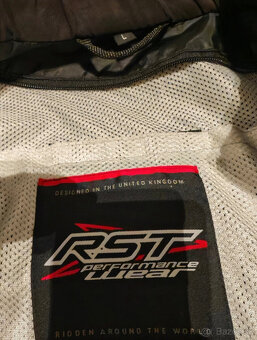 L
DESIGNED IN THE UNITED KINGDOM
RST
performance
wear
RIDDEN AROUND THE WORLD